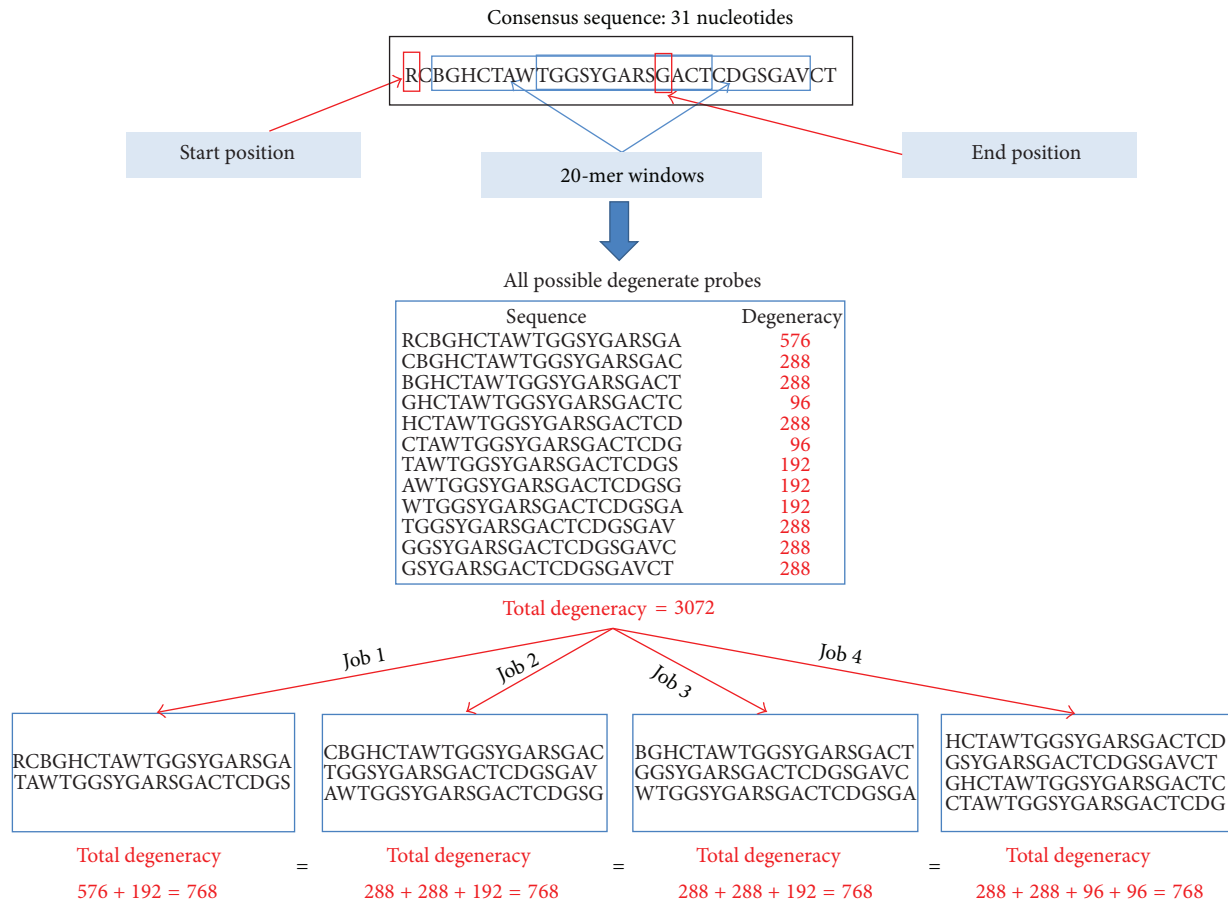 Consensus sequence: 31 nucleotides
RCBGHCTAWTGGSYGARSGACTCDGSGAVCT
Start position
End position
20-mer windows
All possible degenerate probes
Sequence Degeneracy
RCBGHCTAWTGGSYGARSGA 576
CBGHCTAWTGGSYGARSGAC 288
BGHCTAWTGGSYGARSGACT 288
GHCTAWTGGSYGARSGACTC 96
HCTAWTGGSYGARSGACTCD 288
CTAWTGGSYGARSGACTCDG 96
TAWTGGSYGARSGACTCDGS 192
AWTGGSYGARSGACTCDGSG 192
WTGGSYGARSGACTCDGSGA 192
TGGSYGARSGACTCDGSGAV 288
GGSYGARSGACTCDGSGAVC 288
GSYGARSGACTCDGSGAVCT 288
Total degeneracy = 3072
Job 1
Job 2
Job 3
Job 4
RCBGHCTAWTGGSYGARSGA
TAWTGGSYGARSGACTCDGS
CBGHCTAWTGGSYGARSGAC
TGGSYGARSGACTCDGSGAV
AWTGGSYGARSGACTCDGSG
BGHCTAWTGGSYGARSGACT
GGSYGARSGACTCDGSGAVC
WTGGSYGARSGACTCDGSGA
HCTAWTGGSYGARSGACTCD
GSYGARSGACTCDGSGAVCT
GHCTAWTGGSYGARSGACTC
CTAWTGGSYGARSGACTCDG
Total degeneracy
576 + 192 = 768
=
Total degeneracy
288 + 288 + 192 = 768
=
Total degeneracy
288 + 288 + 192 = 768
=
Total degeneracy
288 + 288 + 96 + 96 = 768